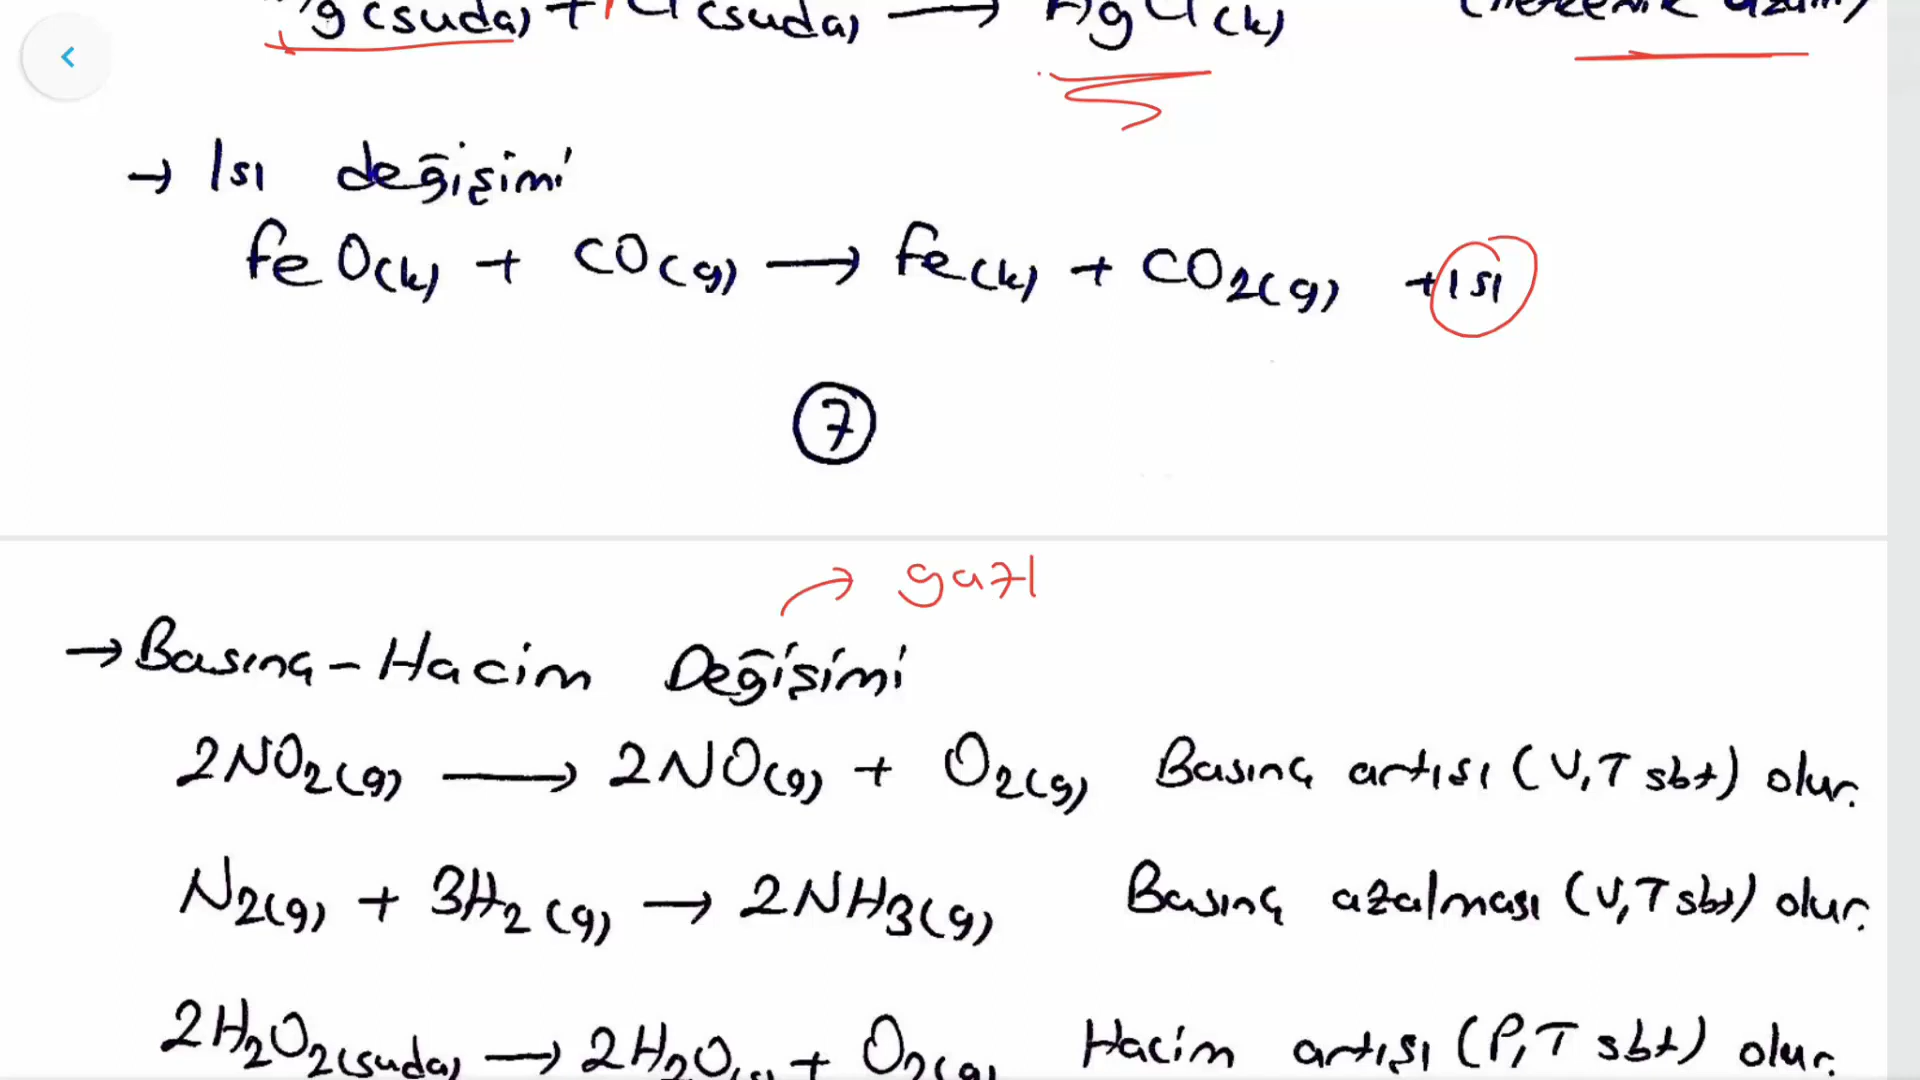 g(suda) + Cl(suda) → AgCl(k)
→ Isı değişimi
FeO(k) + CO(g) → Fe(k) + CO2(g) + ısı
7
gazl
→ Basınç - Hacim Değişimi
2NO2(g) → 2NO(g) + O2(g) Basınç artışı (V,T sbt) olur.
N2(g) + 3H2(g) → 2NH3(g) Basınç azalması (V,T sbt) olur.
2H2O2(suda) → 2H2O(s) + O2(g) Hacim artışı (P,T sbt) olur.